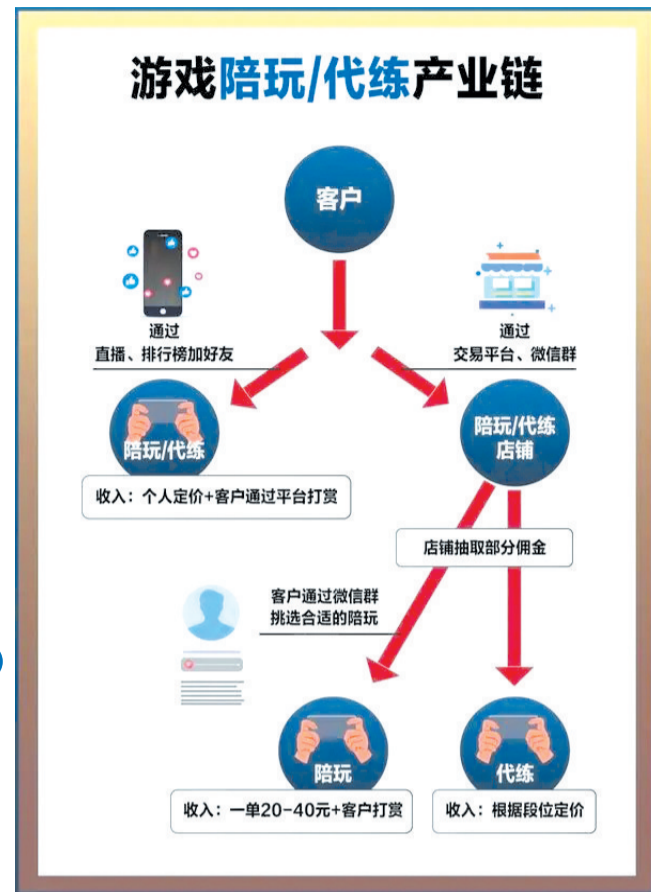 游戏陪玩/代练产业链
客户
通过
直播、排行榜加好友
通过
交易平台、微信群
陪玩/代练
收入：个人定价+客户通过平台打赏
陪玩/代练
店铺
店铺抽取部分佣金
客户通过微信群
挑选合适的陪玩
陪玩
收入：一单20-40元+客户打赏
代练
收入：根据段位定价